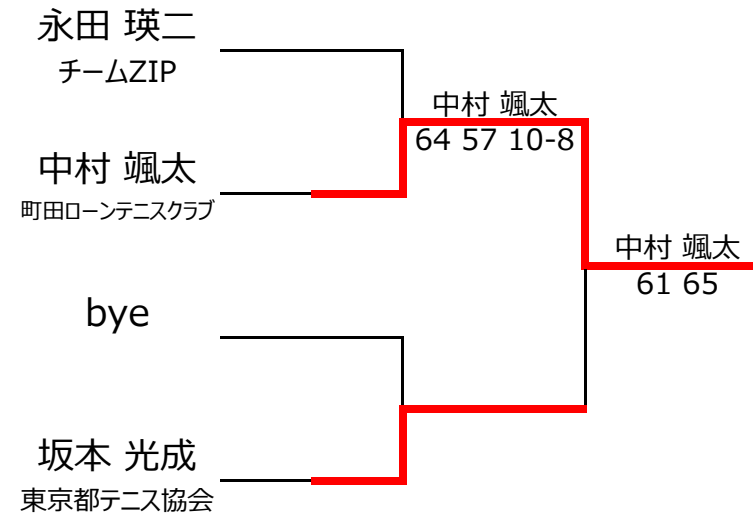 永田 瑛二
チームZIP
中村 颯太
64 57 10-8
中村 颯太
町田ローンテニスクラブ
中村 颯太
61 65
bye
坂本 光成
東京都テニス協会